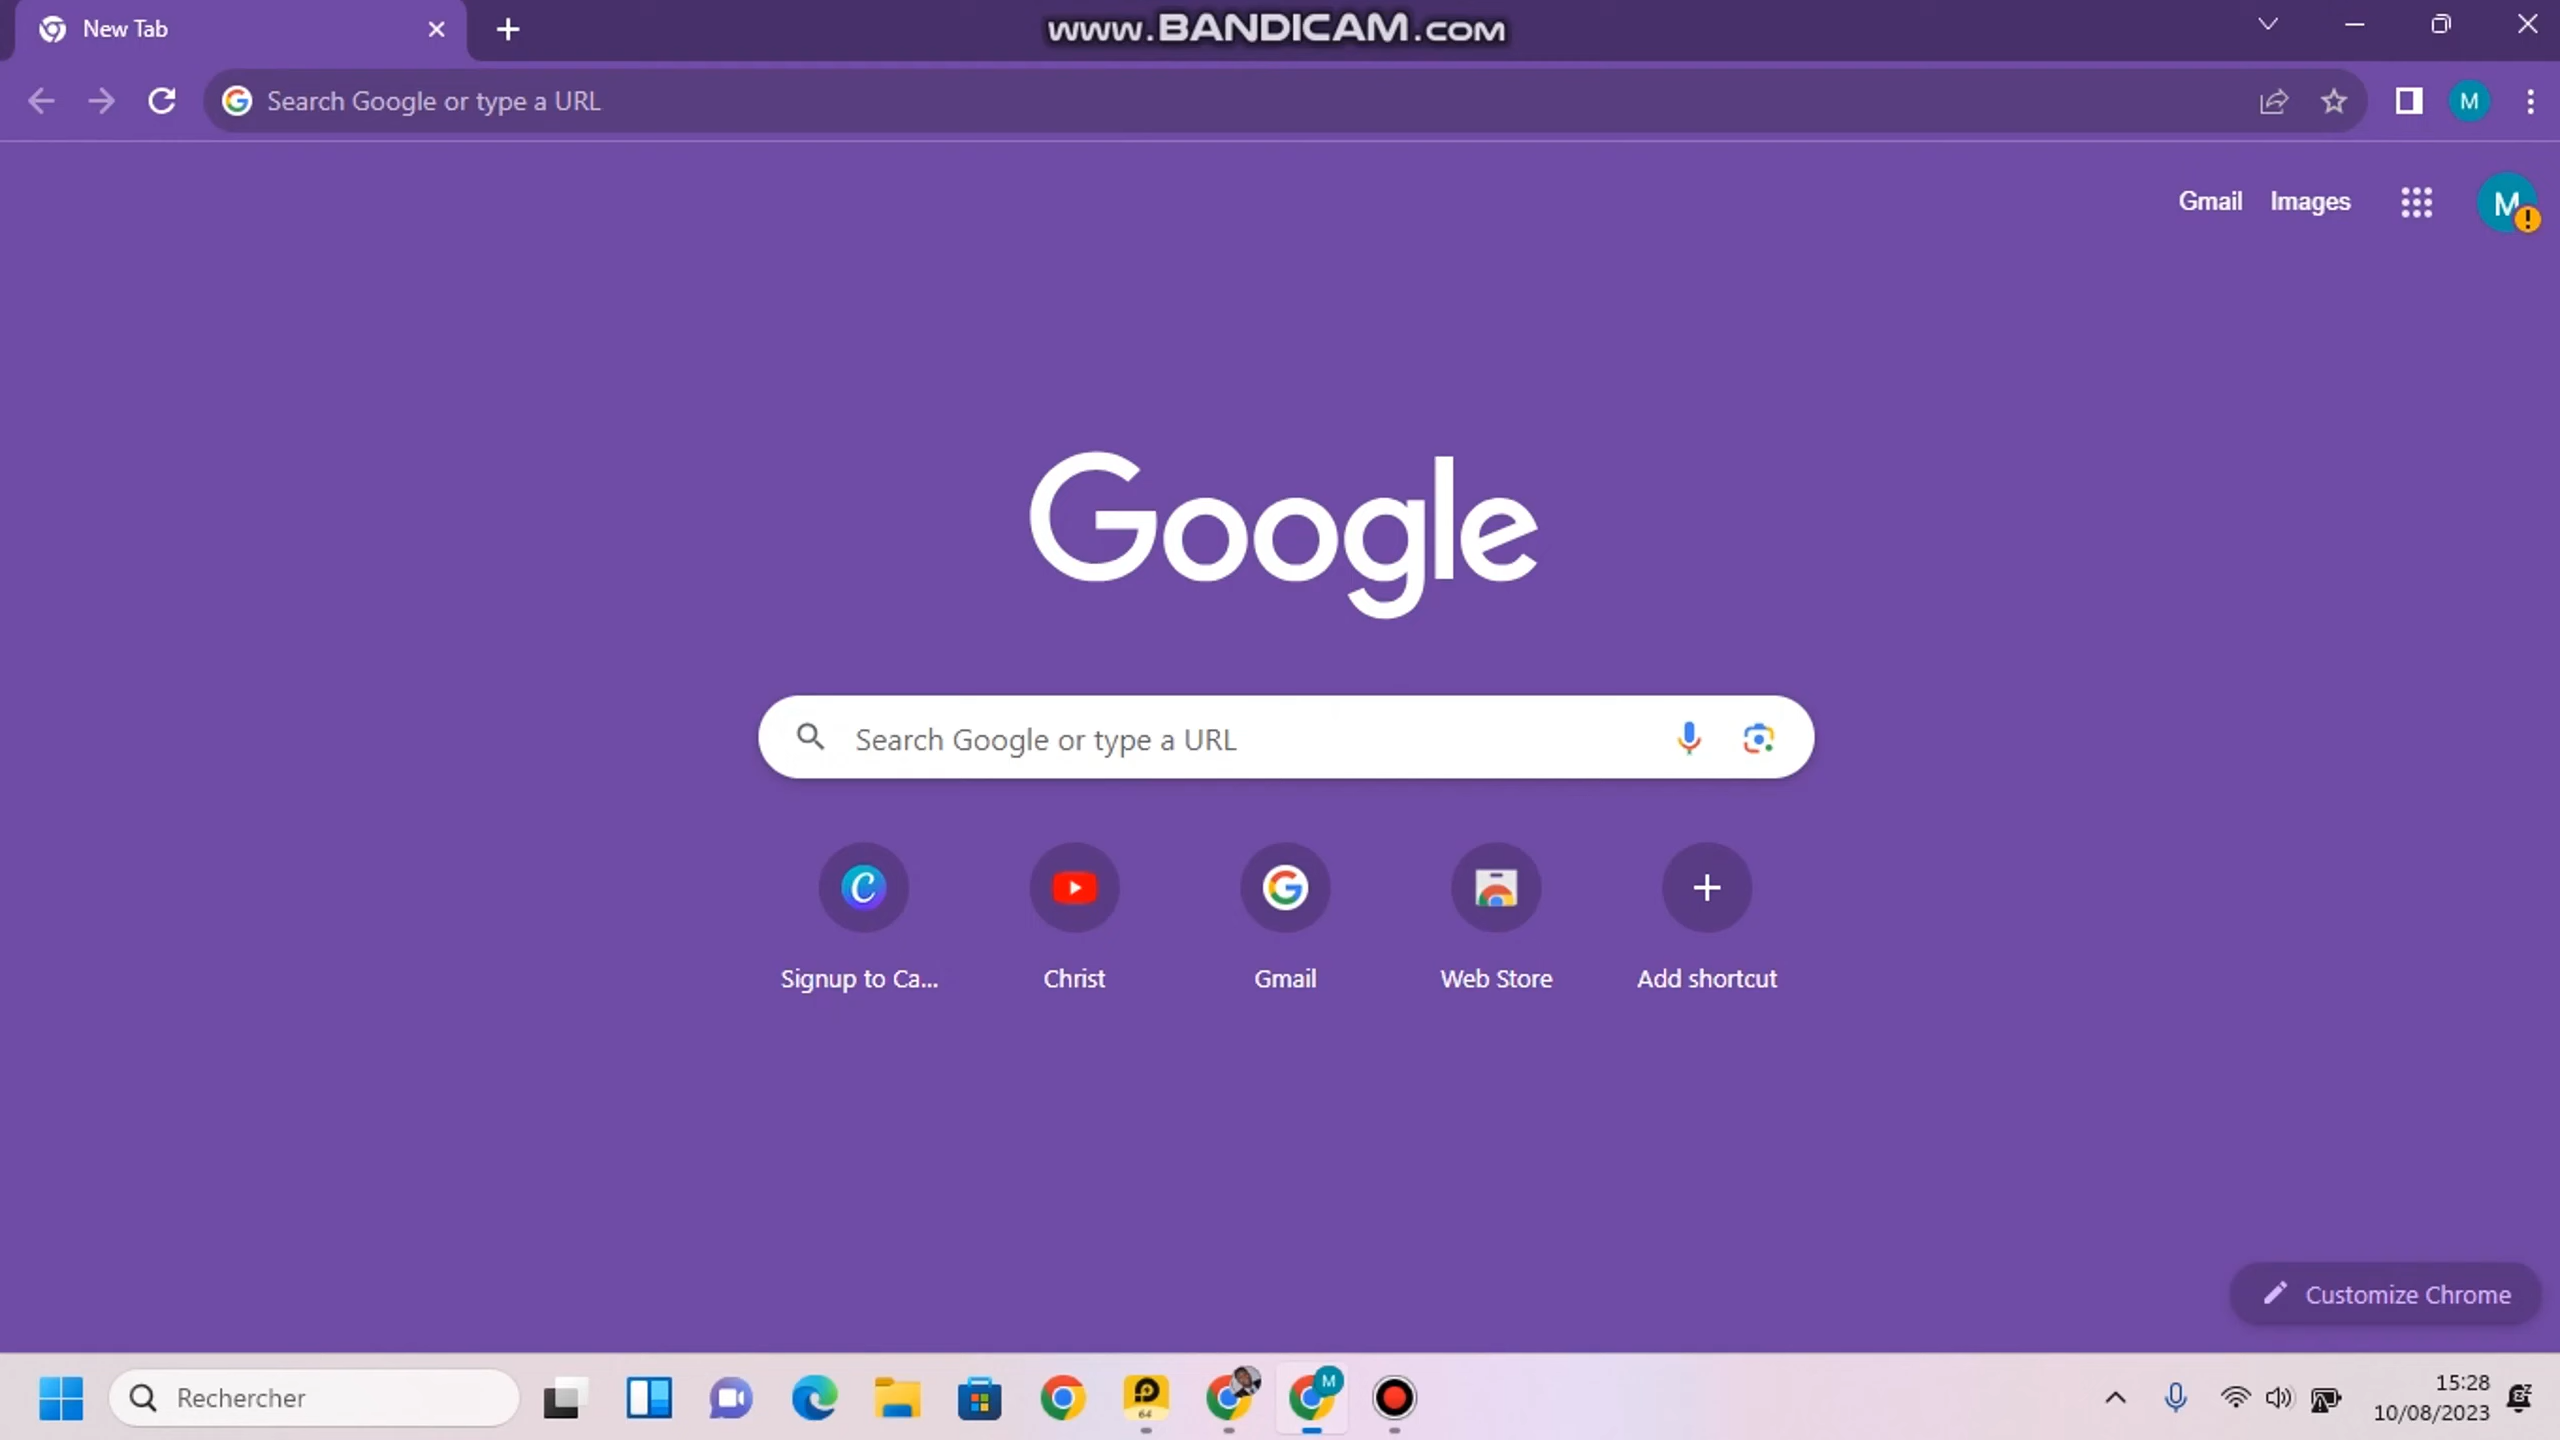 New Tab
www.BANDICAM.com
Search Google or type a URL
M
Gmail
Images
M
Google
Search Google or type a URL
Signup to Ca...
Christ
Gmail
Web Store
Add shortcut
Customize Chrome
Rechercher
64
M
15:28
10/08/2023